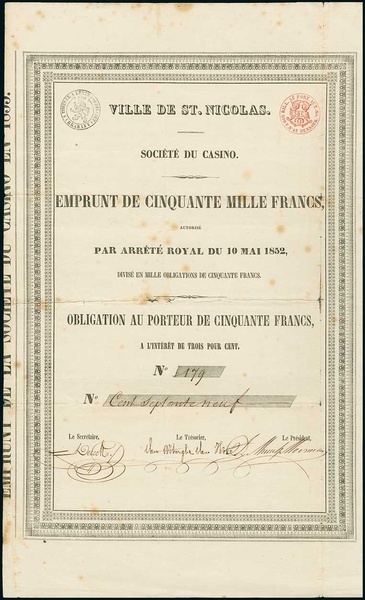 VILLE DE ST. NICOLAS.
SOCIÉTÉ DU CASINO.
EMPRUNT DE CINQUANTE MILLE FRANCS,
AUTORISÉ
PAR ARRÊTÉ ROYAL DU 10 MAI 1852,
DIVISÉ EN MILLE OBLIGATIONS DE CINQUANTE FRANCS.
OBLIGATION AU PORTEUR DE CINQUANTE FRANCS,
A L'INTÉRÊT DE TROIS POUR CENT.
No 179
No Cent septante neuf
Le Secrétaire, Le Trésorier, Le Président,
EMPRUNT DE LA SOCIÉTÉ DU CASINO EN 1853.